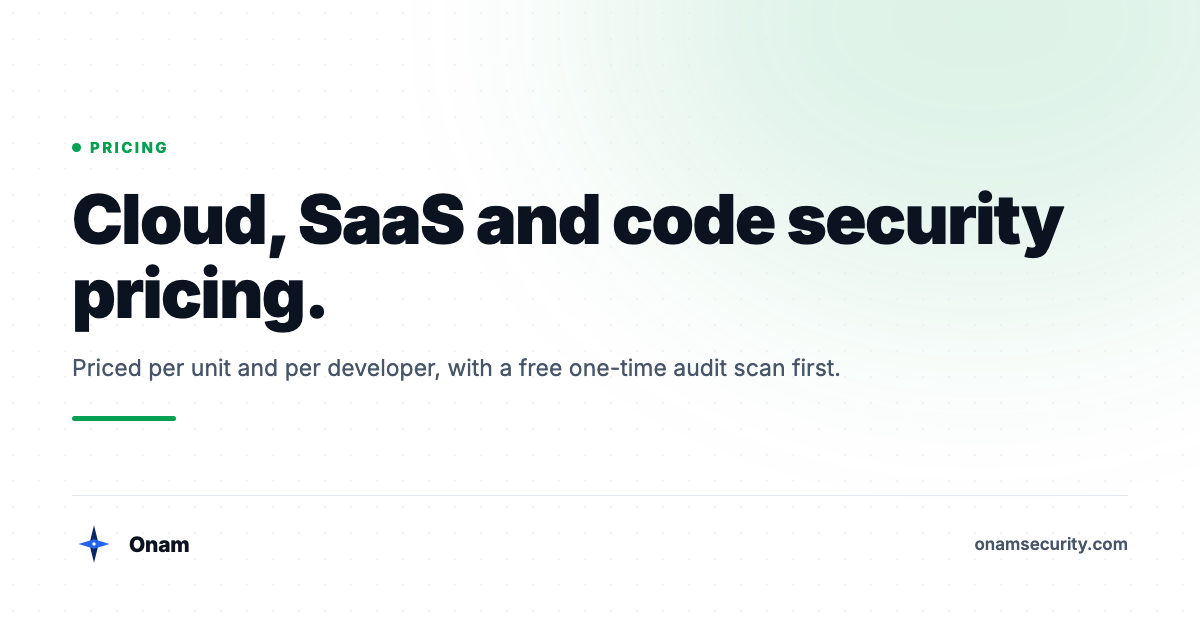 PRICING
Cloud, SaaS and code security
pricing.
Priced per unit and per developer, with a free one-time audit scan first.
Onam
onamsecurity.com